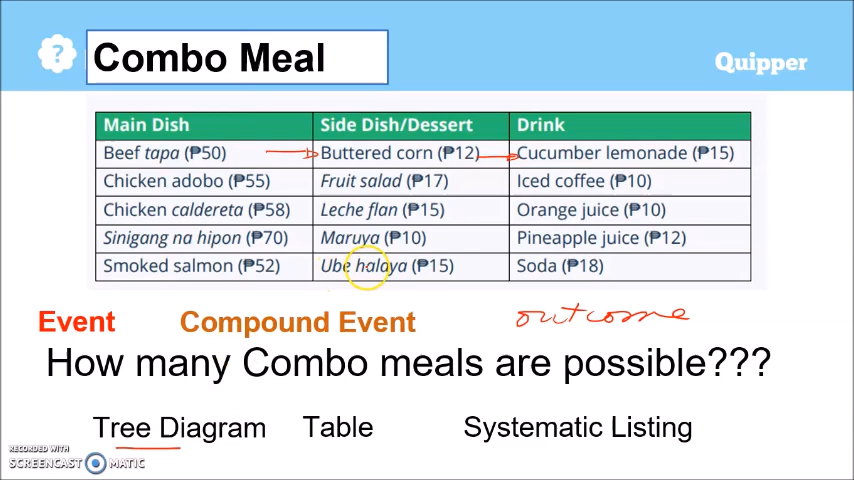 ?
Combo Meal
Quipper
Main Dish Side Dish/Dessert Drink
Beef tapa (₱50) Buttered corn (₱12) Cucumber lemonade (₱15)
Chicken adobo (₱55) Fruit salad (₱17) Iced coffee (₱10)
Chicken caldereta (₱58) Leche flan (₱15) Orange juice (₱10)
Sinigang na hipon (₱70) Maruya (₱10) Pineapple juice (₱12)
Smoked salmon (₱52) Ube halaya (₱15) Soda (₱18)
Event Compound Event outcome
How many Combo meals are possible???
Tree Diagram Table Systematic Listing
RECORDED WITH
SCREENCAST MATIC